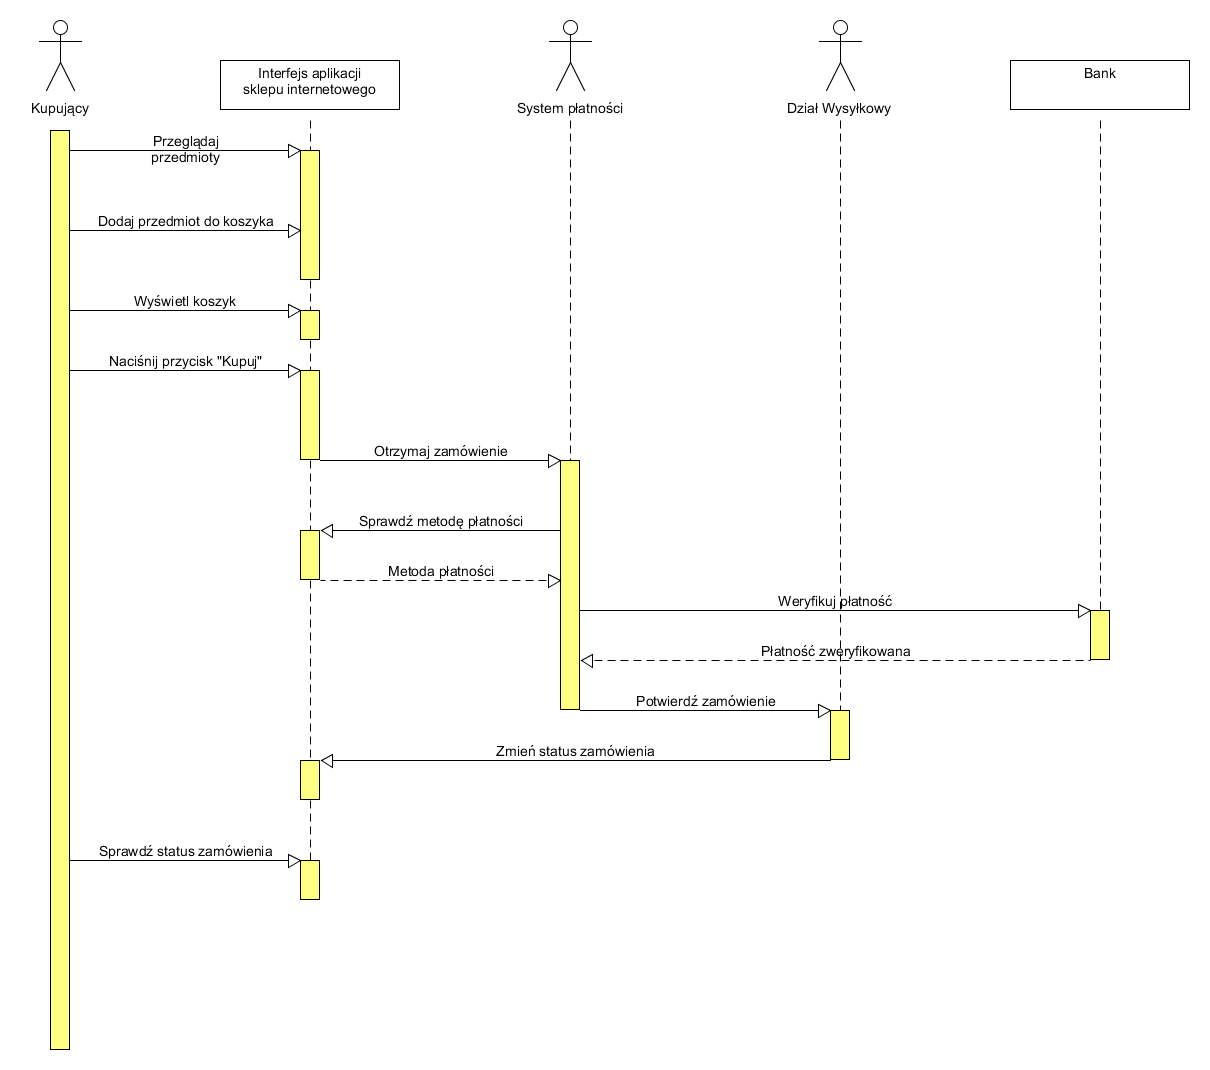 Interfejs aplikacji
sklepu internetowego
Bank
Kupujący
System płatności
Dział Wysyłkowy
Przeglądaj
przedmioty
Dodaj przedmiot do koszyka
Wyświetl koszyk
Naciśnij przycisk "Kupuj"
Otrzymaj zamówienie
Sprawdź metodę płatności
Metoda płatności
Weryfikuj płatność
Płatność zweryfikowana
Potwierdź zamówienie
Zmień status zamówienia
Sprawdź status zamówienia